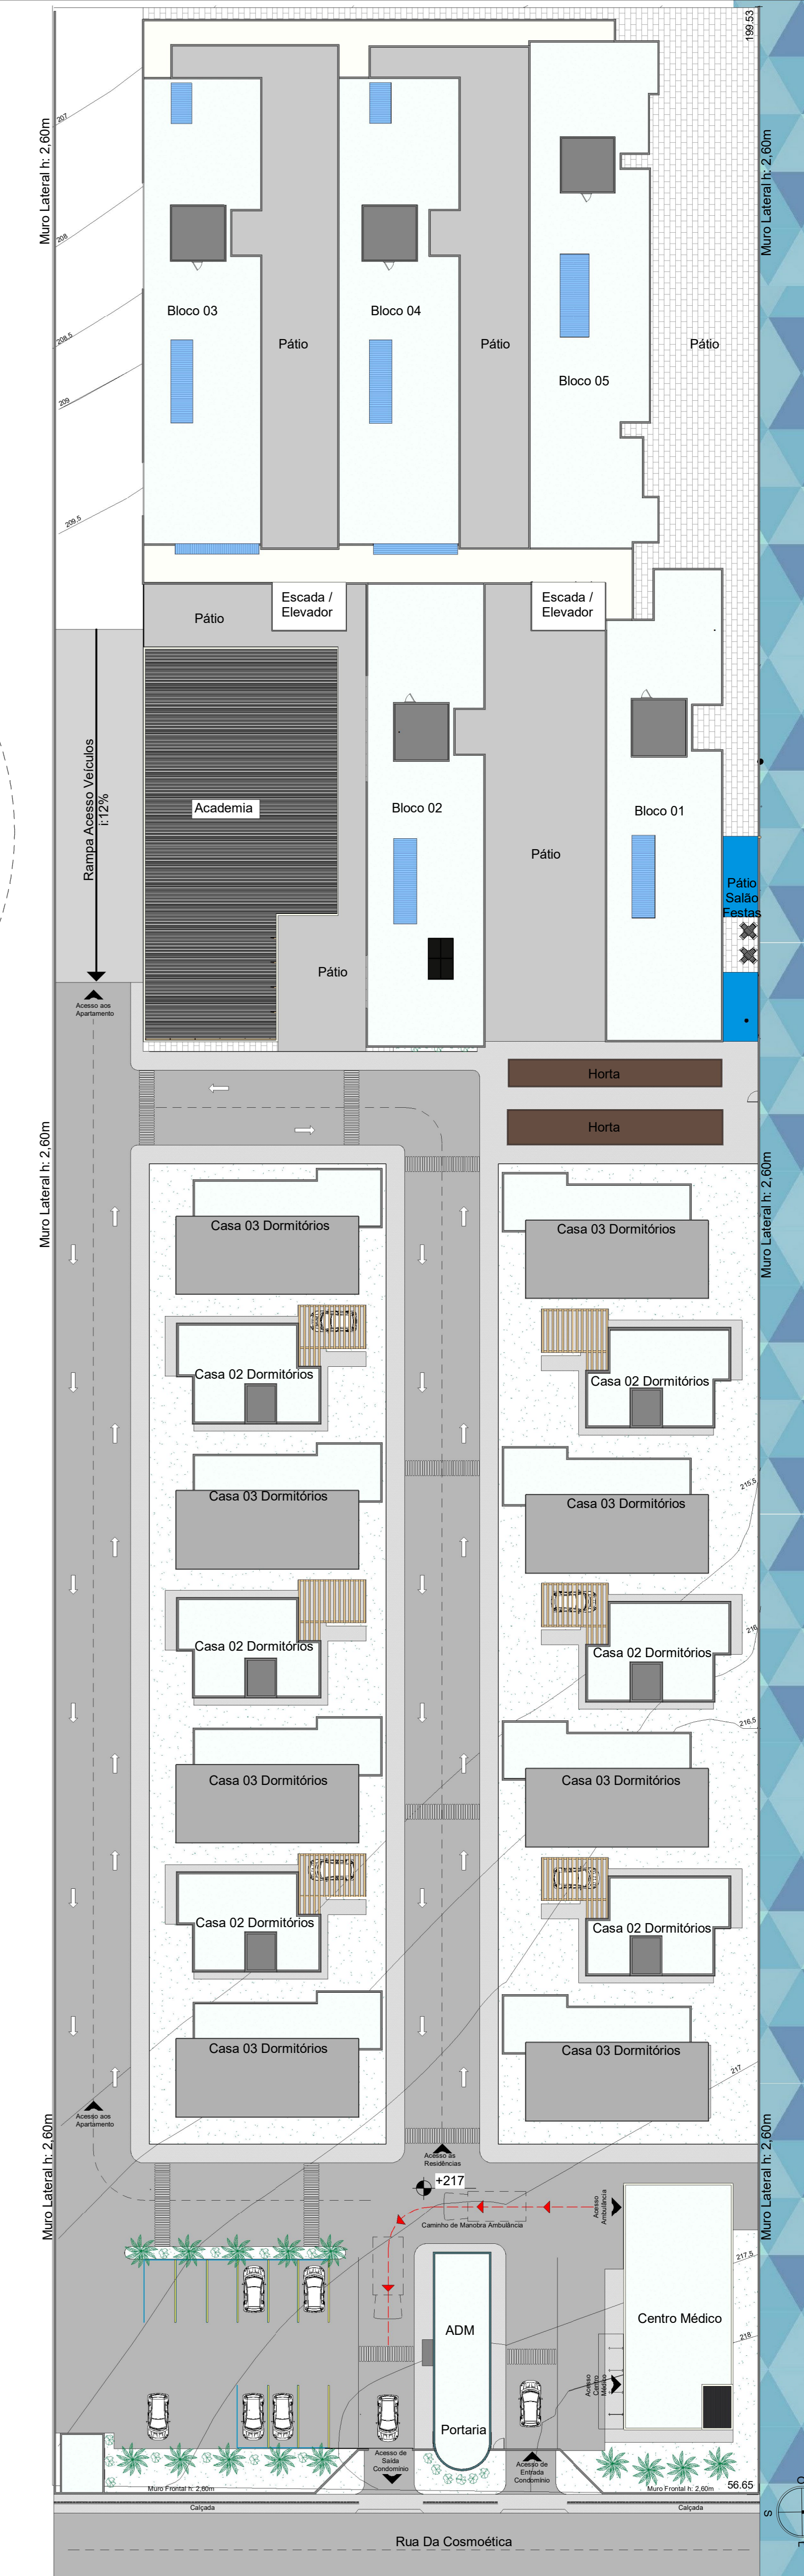 199.53
Muro Lateral h: 2,60m
207
Muro Lateral h: 2,60m
208
208,5
209
209,5
Bloco 03
Bloco 04
Pátio
Pátio
Pátio
Bloco 05
Escada /
Elevador
Escada /
Elevador
Pátio
Rampa Acesso Veículos
i:12%
Academia
Bloco 02
Bloco 01
Pátio
Pátio
Salão
Festas
Pátio
Acesso aos
Apartamento
Horta
Horta
Muro Lateral h: 2,60m
Muro Lateral h: 2,60m
Casa 03 Dormitórios
Casa 03 Dormitórios
Casa 02 Dormitórios
Casa 02 Dormitórios
Casa 03 Dormitórios
Casa 03 Dormitórios
215,5
Casa 02 Dormitórios
Casa 02 Dormitórios
216
216,5
Casa 03 Dormitórios
Casa 03 Dormitórios
Casa 02 Dormitórios
Casa 02 Dormitórios
Casa 03 Dormitórios
Casa 03 Dormitórios
217
Acesso aos
Apartamento
Muro Lateral h: 2,60m
Muro Lateral h: 2,60m
Acesso as
Residências
+217
Caminho de Manobra Ambulância
Acesso
Ambulância
217,5
218
Centro Médico
ADM
Acesso
Centro
Médico
Portaria
Acesso de
Saída
Condomínio
Acesso de
Entrada
Condomínio
Muro Frontal h: 2,60m
Muro Frontal h: 2,60m
56.65
Calçada
Calçada
Rua Da Cosmoética
S
O
L